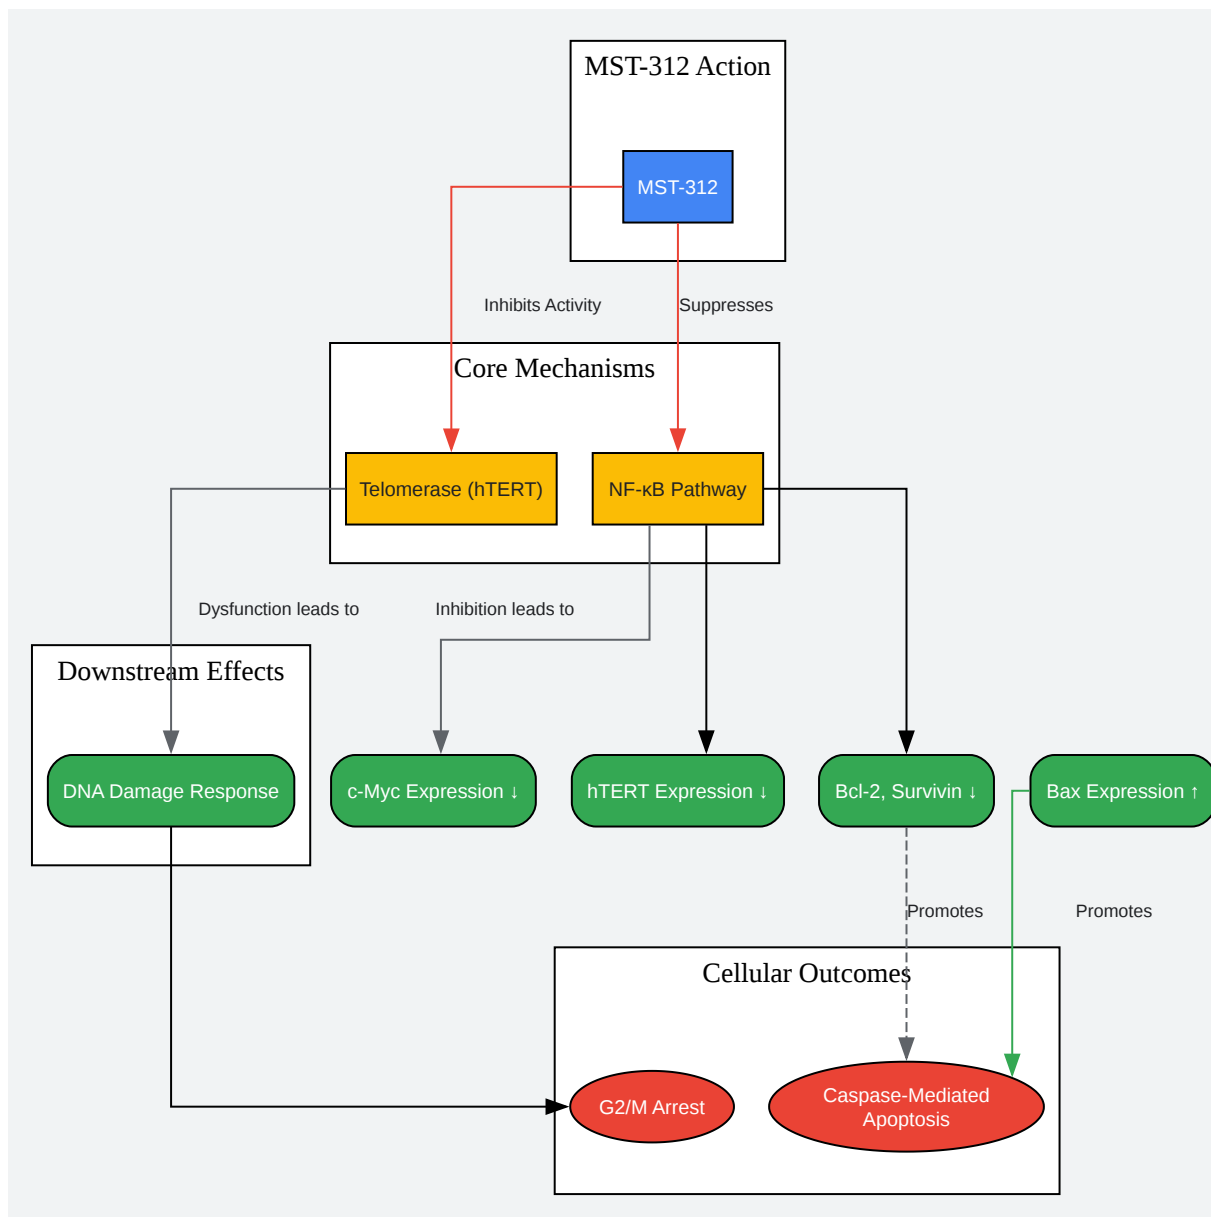 MST-312 Action
MST-312
Inhibits Activity
Suppresses
Core Mechanisms
Telomerase (hTERT)
NF-κB Pathway
Dysfunction leads to
Inhibition leads to
Downstream Effects
DNA Damage Response
c-Myc Expression ↓
hTERT Expression ↓
Bcl-2, Survivin ↓
Bax Expression ↑
Promotes
Promotes
Cellular Outcomes
G2/M Arrest
Caspase-Mediated
Apoptosis